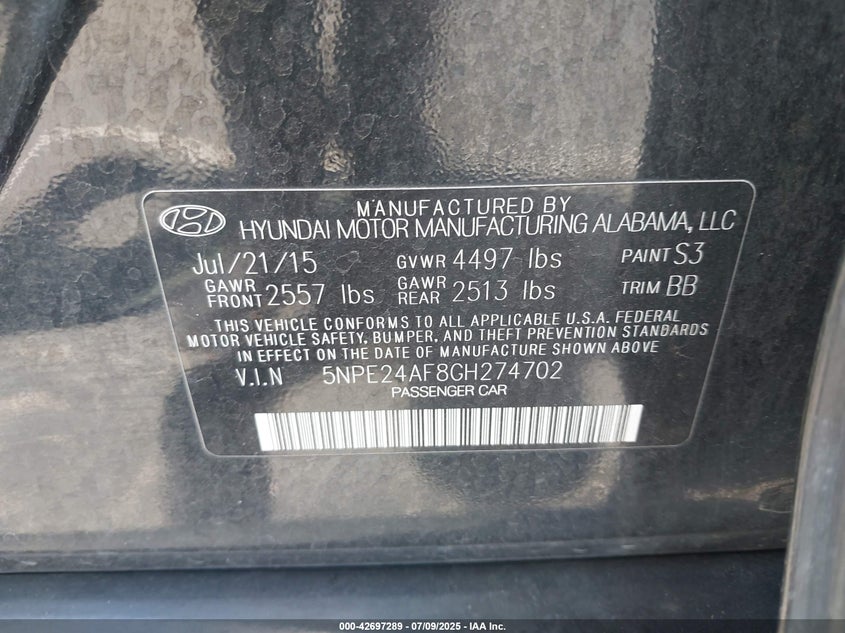 MANUFACTURED BY
HYUNDAI MOTOR MANUFACTURING ALABAMA, LLC
Jul/21/15 GVWR 4497 lbs PAINT S3
GAWR FRONT 2557 lbs GAWR REAR 2513 lbs TRIM BB
THIS VEHICLE CONFORMS TO ALL APPLICABLE U.S.A. FEDERAL
MOTOR VEHICLE SAFETY, BUMPER, AND THEFT PREVENTION STANDARDS
IN EFFECT ON THE DATE OF MANUFACTURE SHOWN ABOVE
V.I.N 5NPE24AF8GH274702
PASSENGER CAR
000-42697289 - 07/09/2025 - IAA Inc.